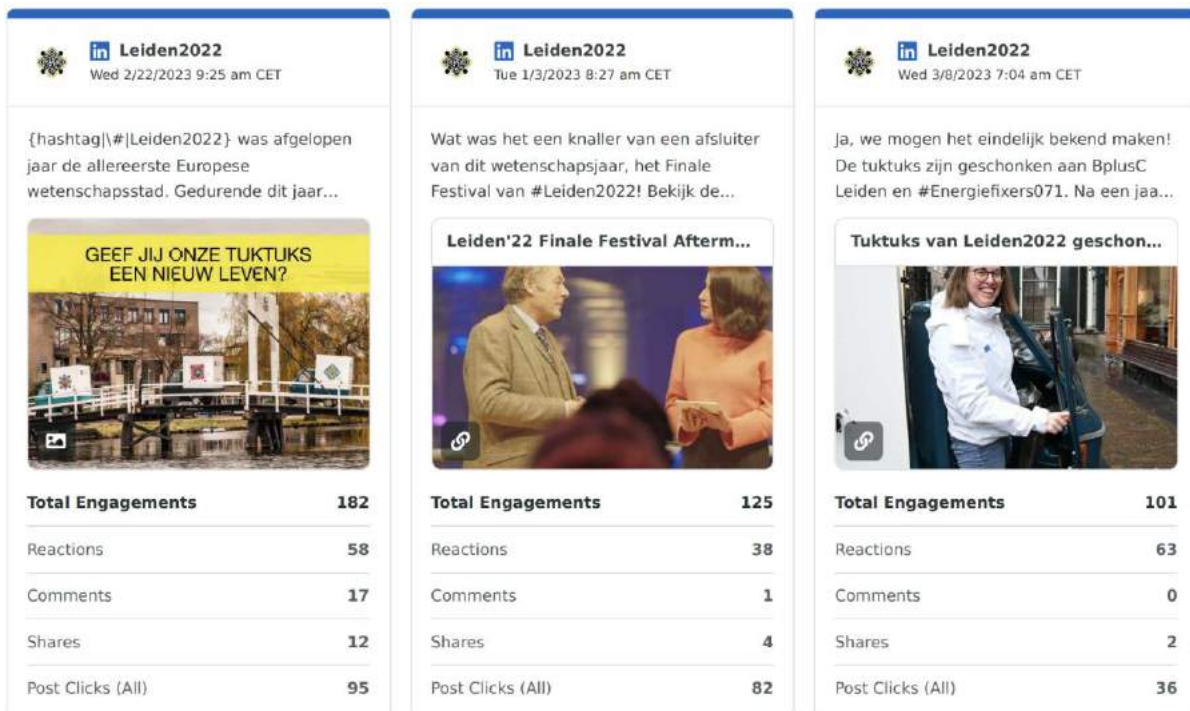 in Leiden2022
Wed 2/22/2023 9:25 am CET
{hashtag|\#|Leiden2022} was afgelopen
jaar de allereerste Europese
wetenschapsstad. Gedurende dit jaar...
GEEF JIJ ONZE TUKTUKS
EEN NIEUW LEVEN?
Total Engagements 182
Reactions 58
Comments 17
Shares 12
Post Clicks (All) 95
in Leiden2022
Tue 1/3/2023 8:27 am CET
Wat was het een knaller van een afsluiter
van dit wetenschapsjaar, het Finale
Festival van #Leiden2022! Bekijk de...
Leiden'22 Finale Festival Afterm...
Total Engagements 125
Reactions 38
Comments 1
Shares 4
Post Clicks (All) 82
in Leiden2022
Wed 3/8/2023 7:04 am CET
Ja, we mogen het eindelijk bekend maken!
De tuktuks zijn geschonken aan BplusC
Leiden en #Energiefixers071. Na een jaa...
Tuktuks van Leiden2022 geschon...
Total Engagements 101
Reactions 63
Comments 0
Shares 2
Post Clicks (All) 36